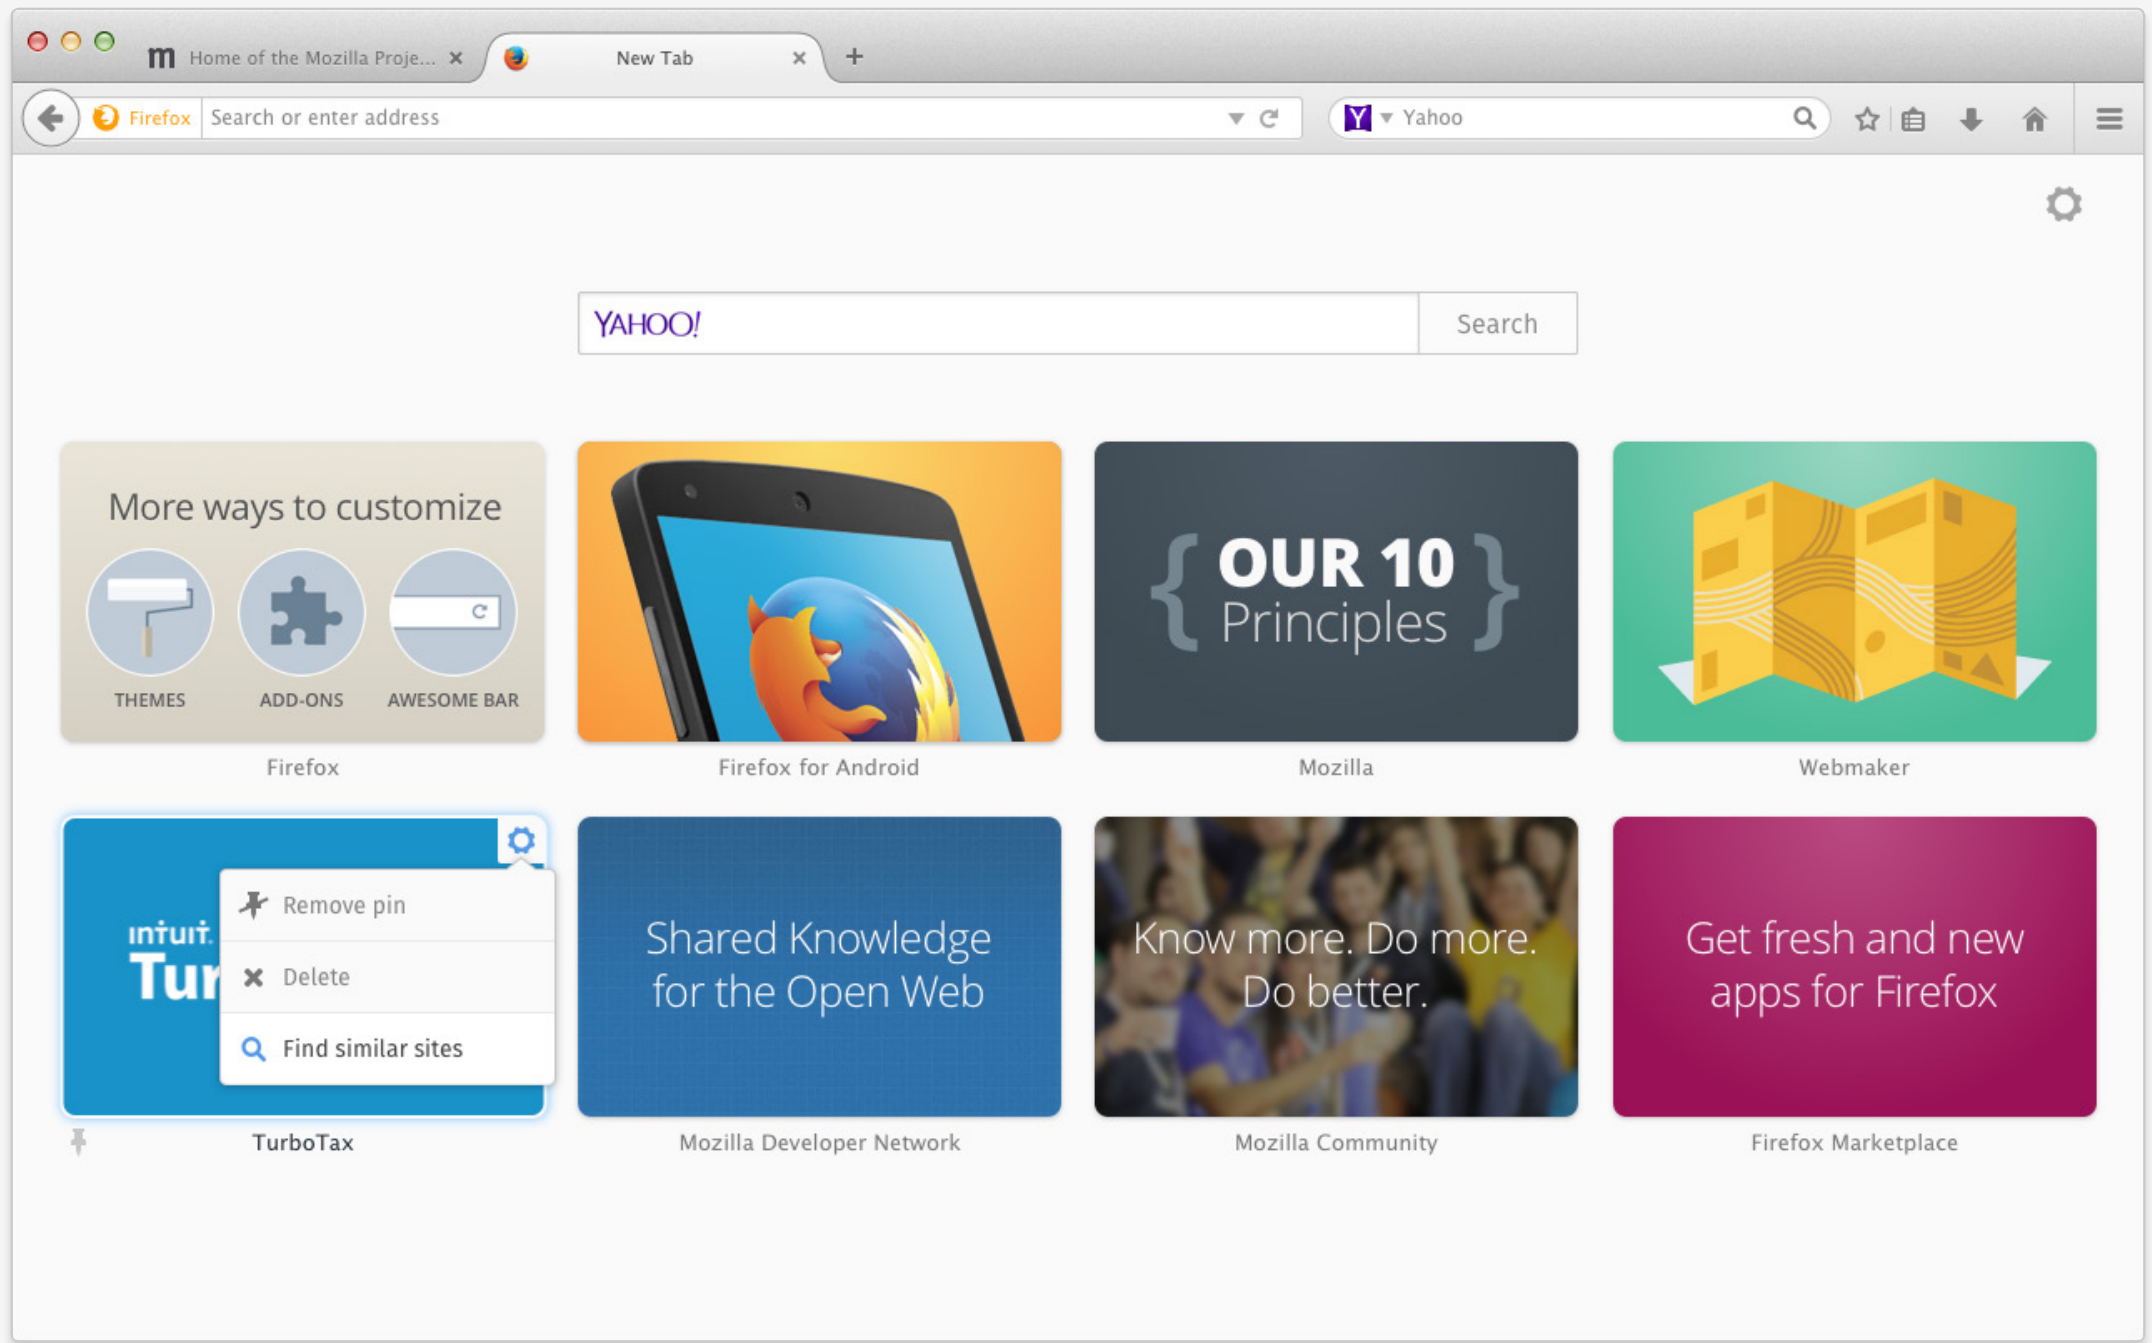 m Home of the Mozilla Proje...
New Tab
Firefox
Search or enter address
Y Yahoo
YAHOO!
Search
More ways to customize
THEMES
ADD-ONS
AWESOME BAR
Firefox
Firefox for Android
{ OUR 10
Principles }
Mozilla
Webmaker
intuit.
Tur
Remove pin
Delete
Find similar sites
TurboTax
Shared Knowledge
for the Open Web
Mozilla Developer Network
Know more. Do more.
Do better.
Mozilla Community
Get fresh and new
apps for Firefox
Firefox Marketplace